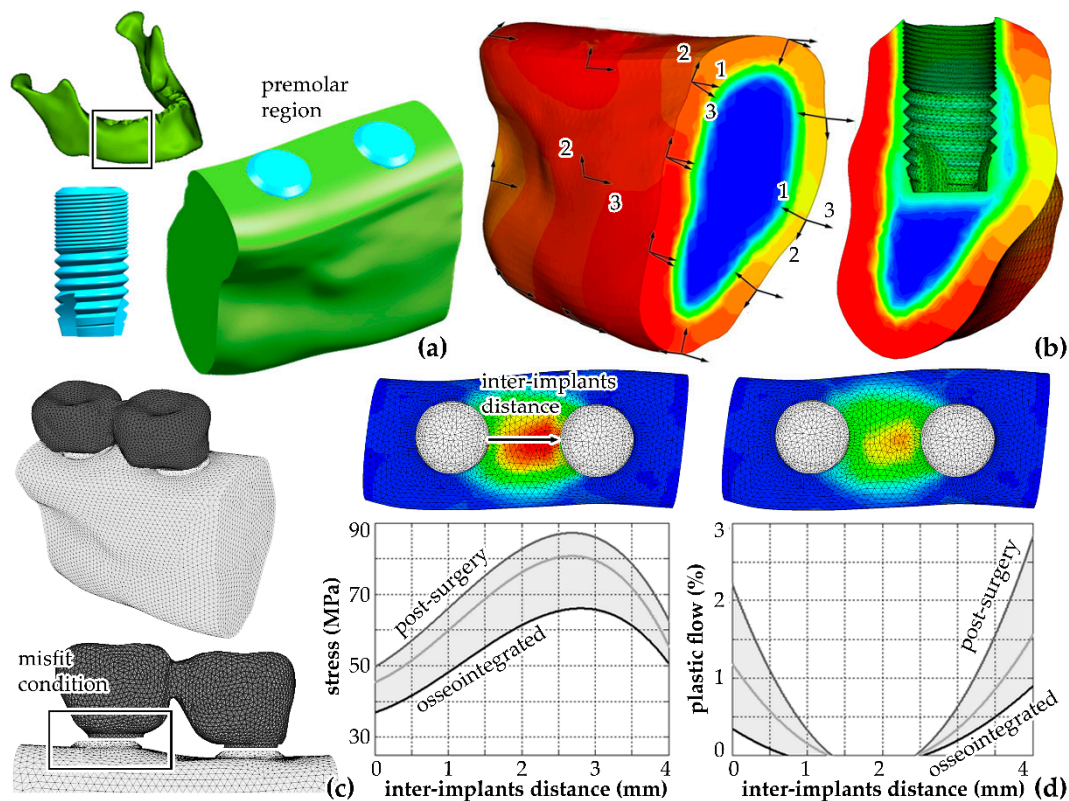 premolar
region
(a)
2
1
3
2
3
1
3
2
(b)
misfit
condition
(c)
inter-implants
distance
stress (MPa)
90
70
50
30
post-surgery
osseointegrated
0
1
2
3
4
inter-implants distance (mm)
plastic flow (%)
3
2
1
0
post-surgery
osseointegrated
0
1
2
3
4
inter-implants distance (mm)
(d)